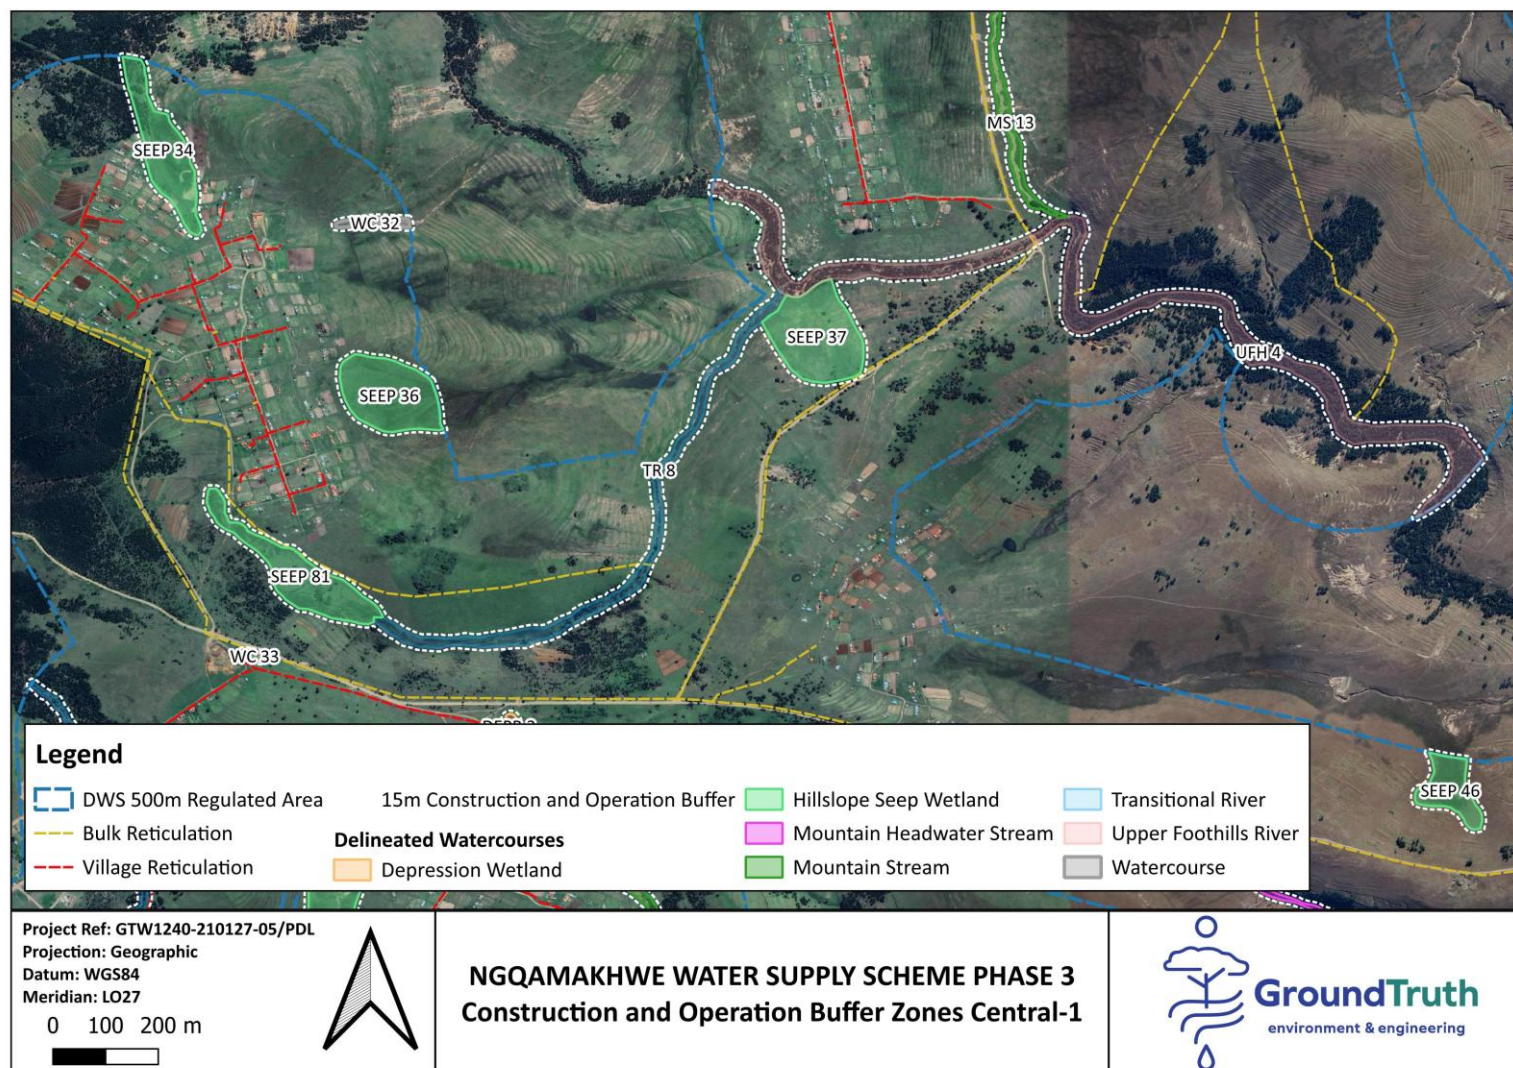 MS 13
SEEP 34
WC 32
SEEP 37
UFH 4
SEEP 36
TR 8
SEEP 81
WC 33
SEEP 46
Legend
DWS 500m Regulated Area
Bulk Reticulation
Village Reticulation
15m Construction and Operation Buffer
Delineated Watercourses
Depression Wetland
Hillslope Seep Wetland
Mountain Headwater Stream
Mountain Stream
Transitional River
Upper Foothills River
Watercourse
Project Ref: GTW1240-210127-05/PDL
Projection: Geographic
Datum: WGS84
Meridian: LO27
0 100 200 m
NGQAMAKHWE WATER SUPPLY SCHEME PHASE 3
Construction and Operation Buffer Zones Central-1
GroundTruth
environment & engineering